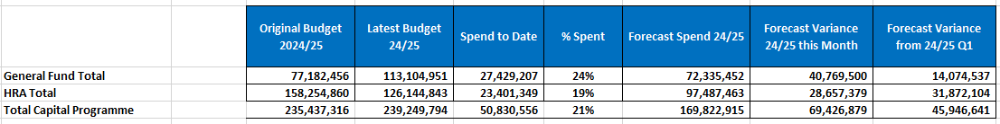 Original Budget 2024/25 Latest Budget 24/25 Spend to Date % Spent Forecast Spend 24/25 Forecast Variance 24/25 this Month Forecast Variance from 24/25 Q1
General Fund Total 77,182,456 113,104,951 27,429,207 24% 72,335,452 40,769,500 14,074,537
HRA Total 158,254,860 126,144,843 23,401,349 19% 97,487,463 28,657,379 31,872,104
Total Capital Programme 235,437,316 239,249,794 50,830,556 21% 169,822,915 69,426,879 45,946,641